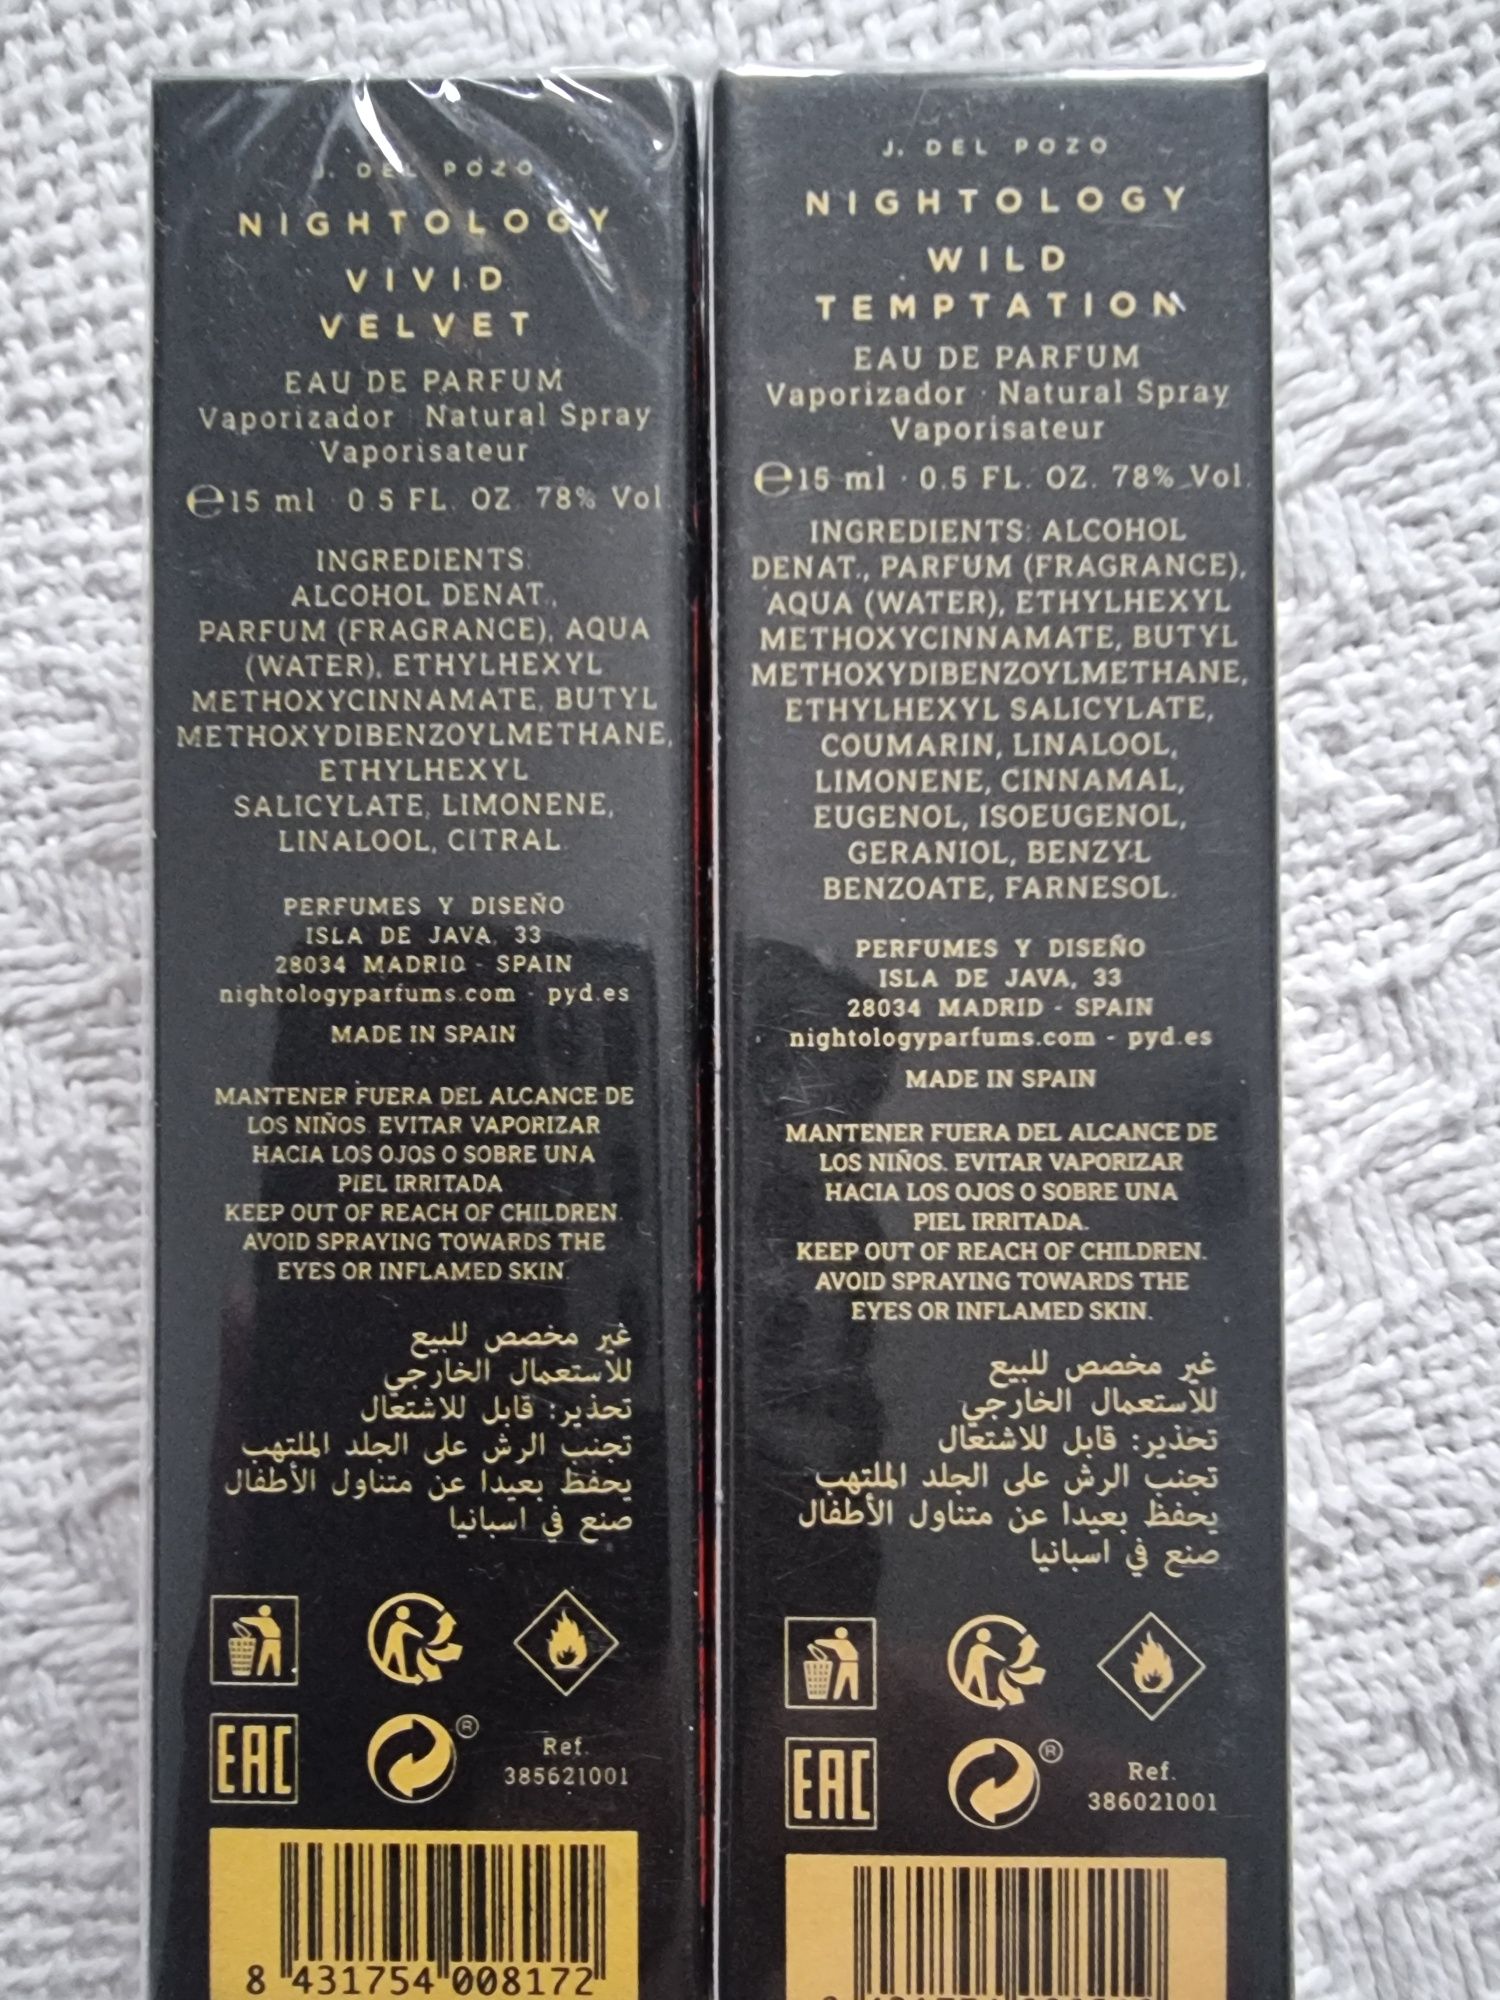 J. DEL POZO
NIGHTOLOGY
VIVID
VELVET
EAU DE PARFUM
Vaporizador · Natural Spray
Vaporisateur
℮15 ml · 0.5 FL. OZ. 78% Vol
INGREDIENTS:
ALCOHOL DENAT.,
PARFUM (FRAGRANCE), AQUA
(WATER), ETHYLHEXYL
METHOXYCINNAMATE, BUTYL
METHOXYDIBENZOYLMETHANE,
ETHYLHEXYL
SALICYLATE, LIMONENE,
LINALOOL, CITRAL.
PERFUMES Y DISEÑO
ISLA DE JAVA, 33
28034 MADRID - SPAIN
nightologyparfums.com - pyd.es
MADE IN SPAIN
MANTENER FUERA DEL ALCANCE DE
LOS NIÑOS. EVITAR VAPORIZAR
HACIA LOS OJOS O SOBRE UNA
PIEL IRRITADA
KEEP OUT OF REACH OF CHILDREN.
AVOID SPRAYING TOWARDS THE
EYES OR INFLAMED SKIN.
غير مخصص للبيع
للاستعمال الخارجي
تحذير: قابل للاشتعال
تجنب الرش على الجلد الملتهب
يحفظ بعيدا عن متناول الأطفال
صنع في اسبانيا
EAC
®
Ref.
385621001
8 431754 008172
J. DEL POZO
NIGHTOLOGY
WILD
TEMPTATION
EAU DE PARFUM
Vaporizador · Natural Spray
Vaporisateur
℮15 ml · 0.5 FL. OZ. 78% Vol.
INGREDIENTS: ALCOHOL
DENAT., PARFUM (FRAGRANCE),
AQUA (WATER), ETHYLHEXYL
METHOXYCINNAMATE, BUTYL
METHOXYDIBENZOYLMETHANE,
ETHYLHEXYL SALICYLATE,
COUMARIN, LINALOOL,
LIMONENE, CINNAMAL,
EUGENOL, ISOEUGENOL,
GERANIOL, BENZYL
BENZOATE, FARNESOL.
PERFUMES Y DISEÑO
ISLA DE JAVA, 33
28034 MADRID - SPAIN
nightologyparfums.com - pyd.es
MADE IN SPAIN
MANTENER FUERA DEL ALCANCE DE
LOS NIÑOS. EVITAR VAPORIZAR
HACIA LOS OJOS O SOBRE UNA
PIEL IRRITADA.
KEEP OUT OF REACH OF CHILDREN.
AVOID SPRAYING TOWARDS THE
EYES OR INFLAMED SKIN.
غير مخصص للبيع
للاستعمال الخارجي
تحذير: قابل للاشتعال
تجنب الرش على الجلد الملتهب
يحفظ بعيدا عن متناول الأطفال
صنع في اسبانيا
EAC
®
Ref.
386021001